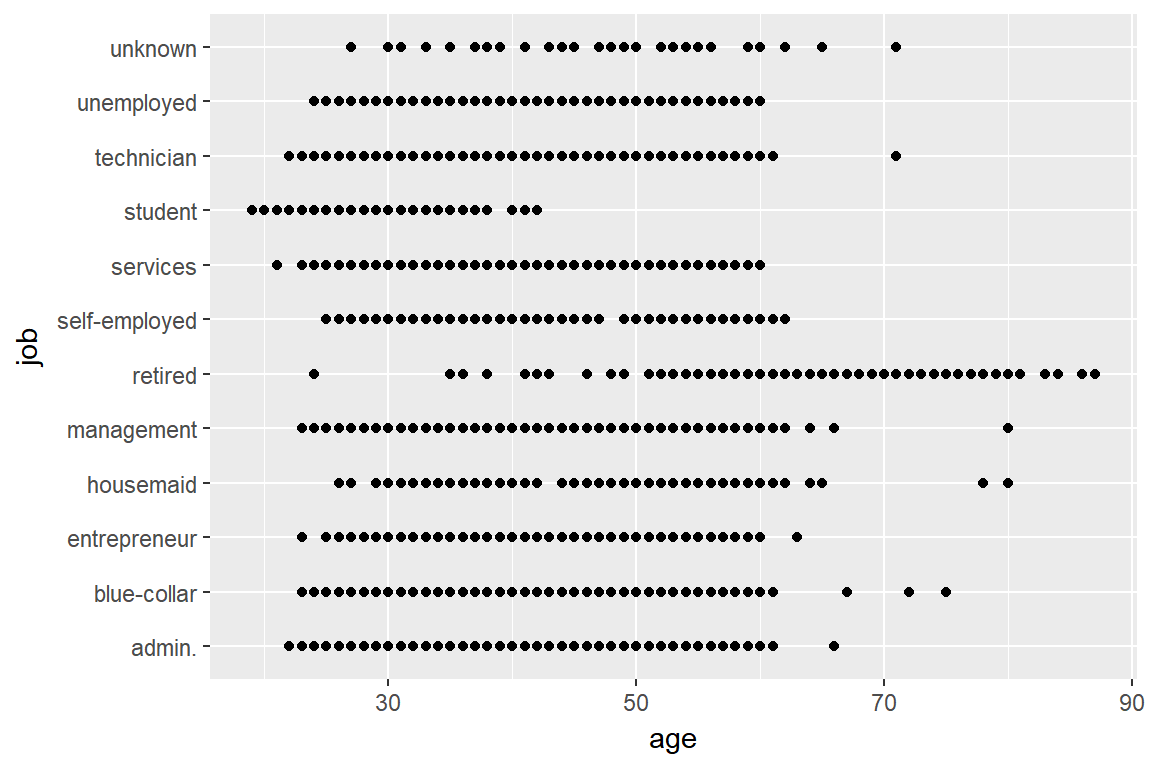 unknown
unemployed
technician
student
services
self-employed
retired
management
housemaid
entrepreneur
blue-collar
admin.
job
30 50 70 90
age